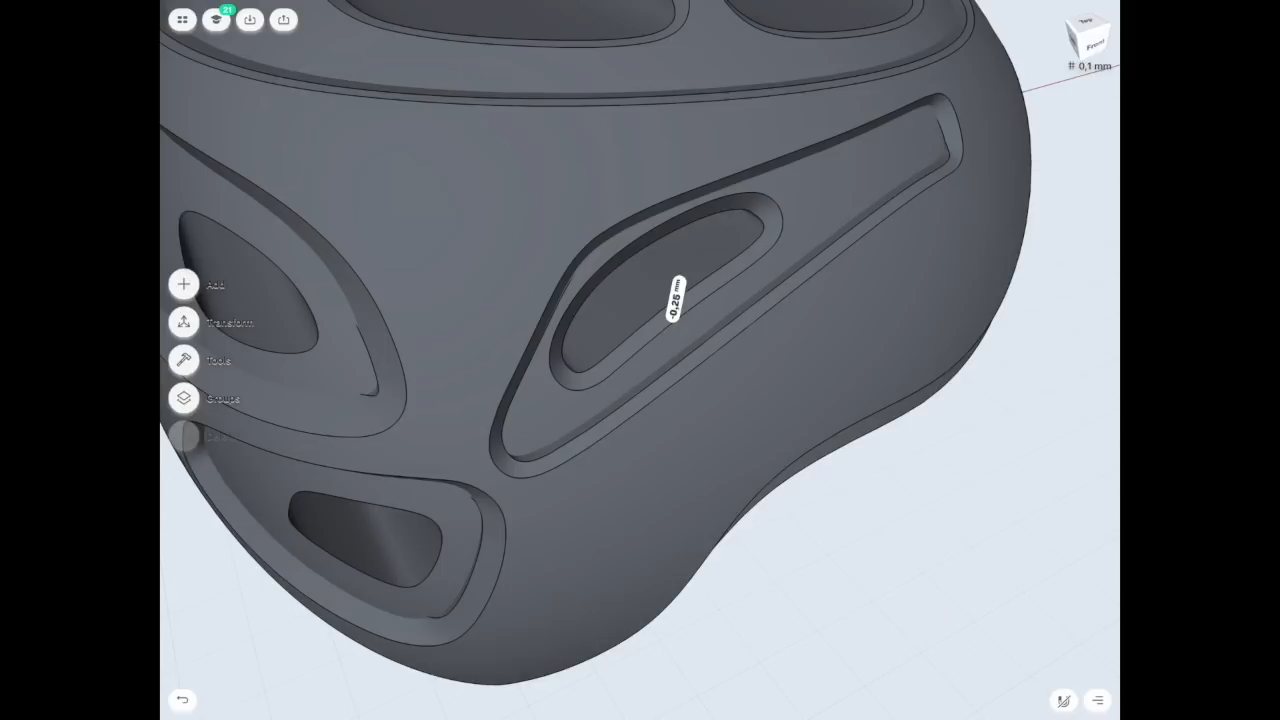 21
Top
Front
0,1 mm
-0,25 mm
Add
Transform
Tools
Groups